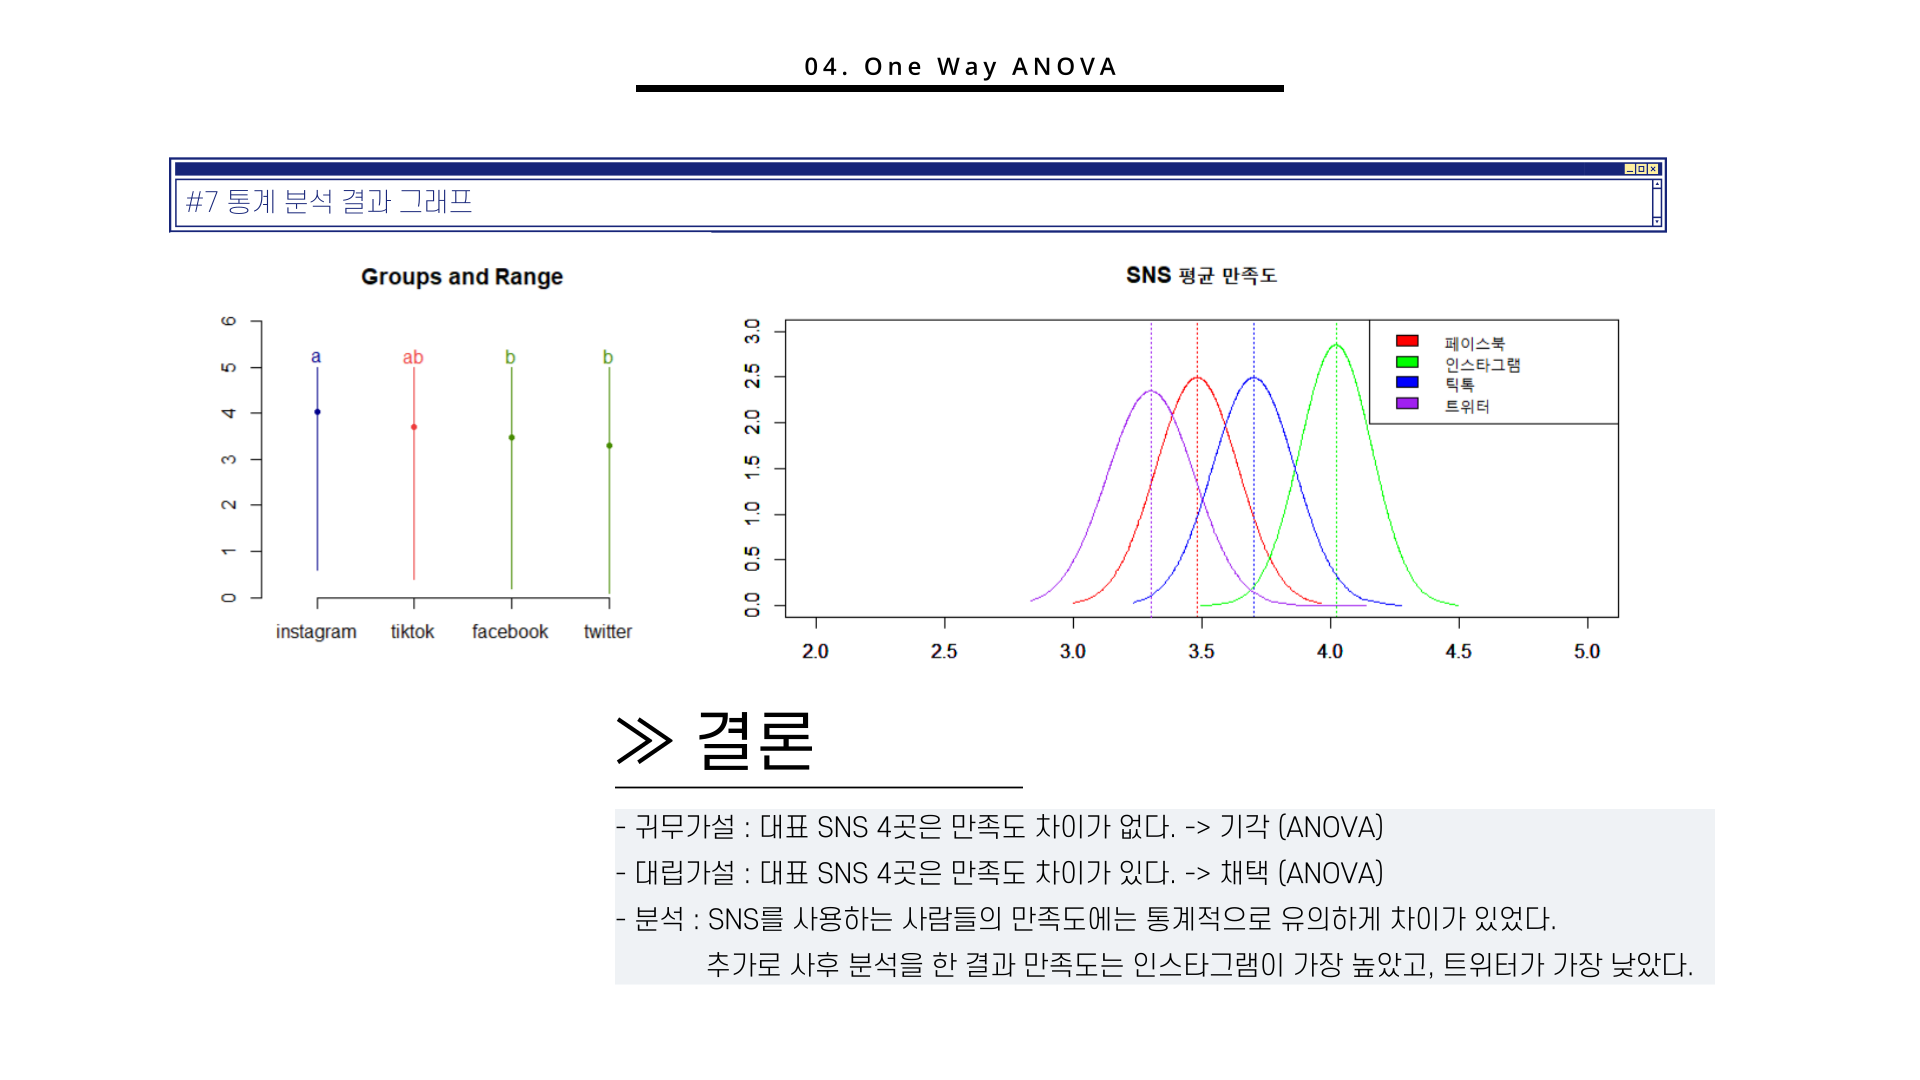 04. One Way ANOVA
#7 통계 분석 결과 그래프
Groups and Range
6
5
4
3
2
1
0
a
ab
b
b
instagram
tiktok
facebook
twitter
SNS 평균 만족도
3.0
2.5
2.0
1.5
1.0
0.5
0.0
페이스북
인스타그램
틱톡
트위터
2.0
2.5
3.0
3.5
4.0
4.5
5.0
≫ 결론
- 귀무가설 : 대표 SNS 4곳은 만족도 차이가 없다. -> 기각 (ANOVA)
- 대립가설 : 대표 SNS 4곳은 만족도 차이가 있다. -> 채택 (ANOVA)
- 분석 : SNS를 사용하는 사람들의 만족도에는 통계적으로 유의하게 차이가 있었다.
추가로 사후 분석을 한 결과 만족도는 인스타그램이 가장 높았고, 트위터가 가장 낮았다.